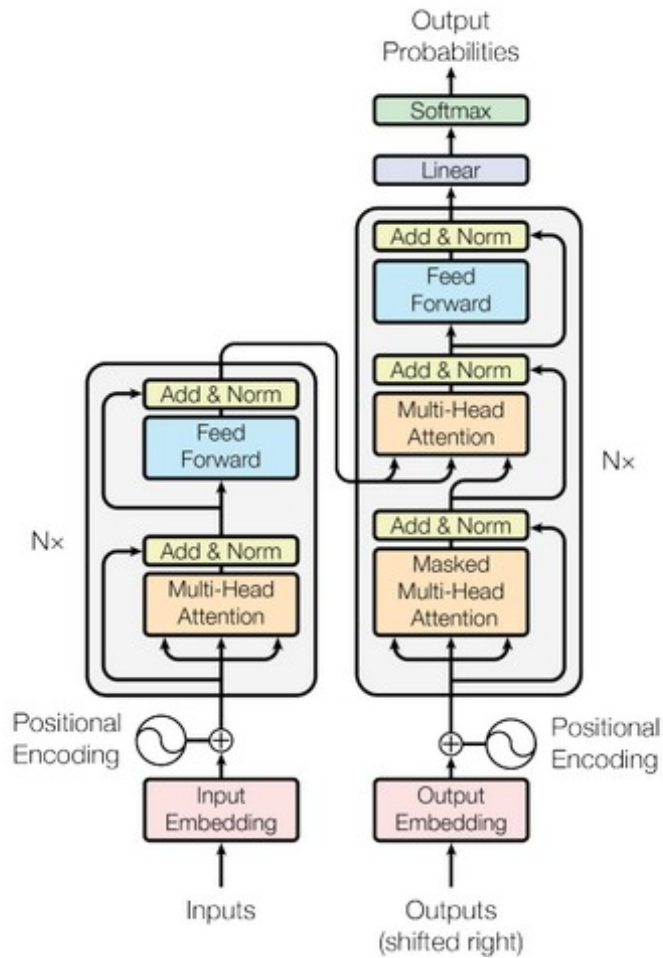 Output
Probabilities
Softmax
Linear
Add & Norm
Feed
Forward
Add & Norm
Multi-Head
Attention
Nx
Add & Norm
Masked
Multi-Head
Attention
Add & Norm
Feed
Forward
Nx
Add & Norm
Multi-Head
Attention
Positional
Encoding
Positional
Encoding
Input
Embedding
Output
Embedding
Inputs
Outputs
(shifted right)